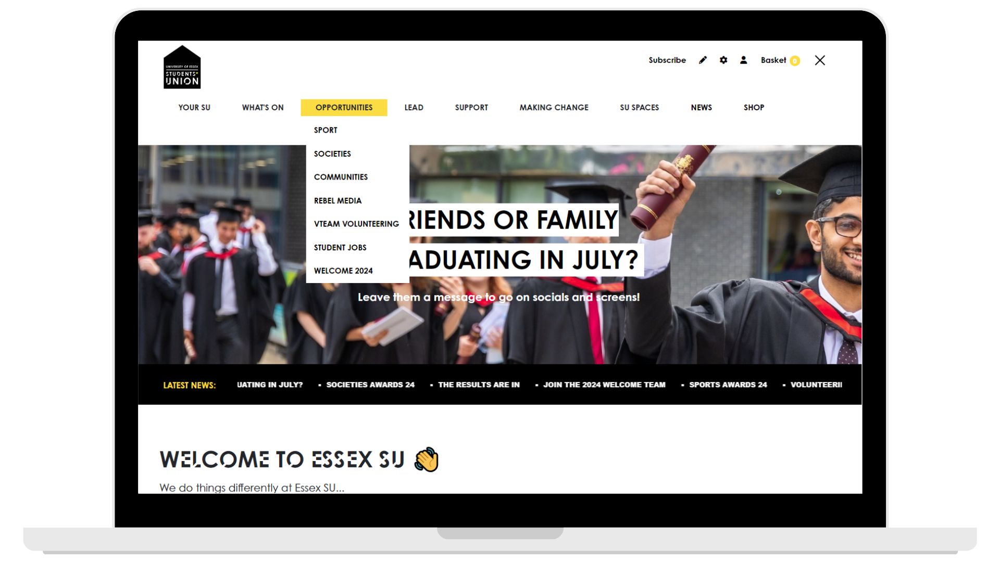 UNIVERSITY OF ESSEX
STUDENTS'
UNION
Subscribe
Basket 0
YOUR SU
WHAT'S ON
OPPORTUNITIES
LEAD
SUPPORT
MAKING CHANGE
SU SPACES
NEWS
SHOP
SPORT
SOCIETIES
COMMUNITIES
REBEL MEDIA
VTEAM VOLUNTEERING
STUDENT JOBS
WELCOME 2024
RIENDS OR FAMILY
ADUATING IN JULY?
Leave them a message to go on socials and screens!
LATEST NEWS: UATING IN JULY? ▪ SOCIETIES AWARDS 24 ▪ THE RESULTS ARE IN ▪ JOIN THE 2024 WELCOME TEAM ▪ SPORTS AWARDS 24 ▪ VOLUNTEERI
WELCOME TO ESSEX SU 👋
We do things differently at Essex SU...